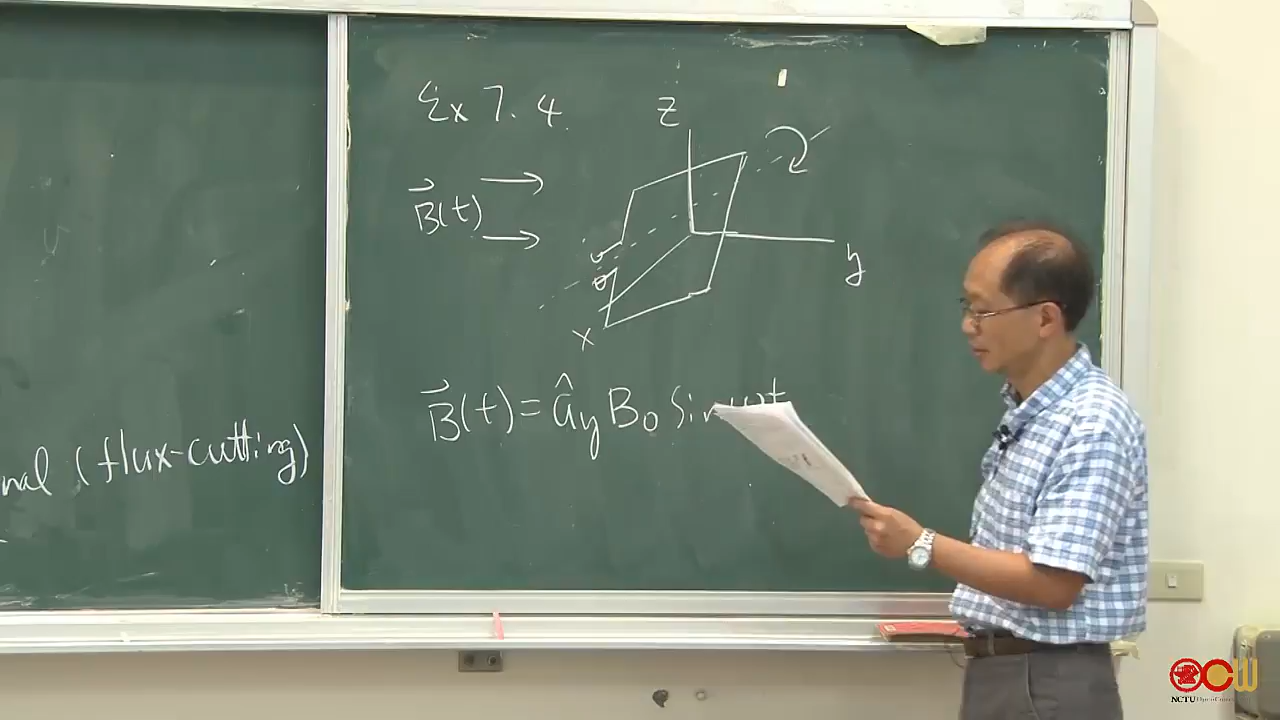 nal (flux-cutting)
Ex 7.4.
z
B⃗(t)
y
x
B⃗(t) = â_y B₀ Sin ωt
OCW
NCTU